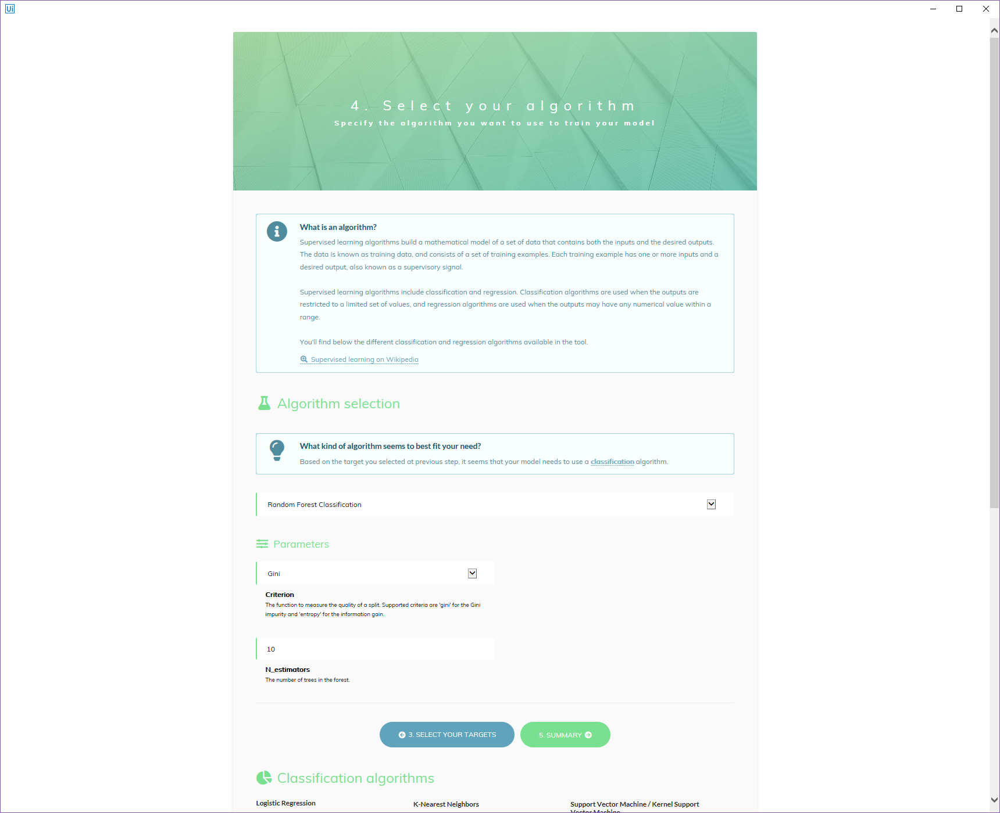 Ui
4. Select your algorithm
Specify the algorithm you want to use to train your model
What is an algorithm?
Supervised learning algorithms build a mathematical model of a set of data that contains both the inputs and the desired outputs.
The data is known as training data, and consists of a set of training examples. Each training example has one or more inputs and a
desired output, also known as a supervisory signal.
Supervised learning algorithms include classification and regression. Classification algorithms are used when the outputs are
restricted to a limited set of values, and regression algorithms are used when the outputs may have any numerical value within a
range.
You'll find below the different classification and regression algorithms available in the tool.
Supervised learning on Wikipedia
Algorithm selection
What kind of algorithm seems to best fit your need?
Based on the target you selected at previous step, it seems that your model needs to use a classification algorithm.
Random Forest Classification
Parameters
Gini
Criterion
The function to measure the quality of a split. Supported criteria are 'gini' for the Gini
impurity and 'entropy' for the information gain.
10
N_estimators
The number of trees in the forest.
3. SELECT YOUR TARGETS
5. SUMMARY
Classification algorithms
Logistic Regression
K-Nearest Neighbors
Support Vector Machine / Kernel Support
Vector Machine